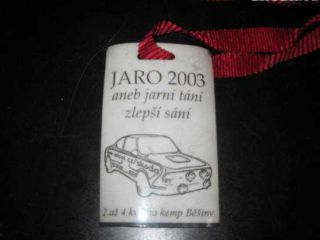 JARO 2003
aneb jarní tání
zlepší sání
2. až 4. kemp Běšiny